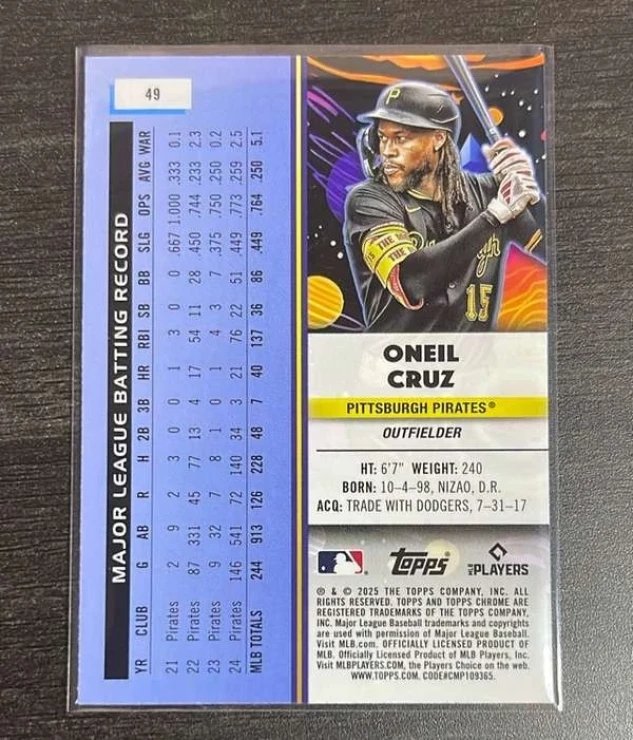 49
MAJOR LEAGUE BATTING RECORD
YR CLUB G AB R H 2B 3B HR RBI SB BB SLG OPS AVG WAR
21 Pirates 2 9 2 3 0 0 1 3 0 0 .667 1.000 .333 0.1
22 Pirates 87 331 45 77 13 4 17 54 11 28 .450 .744 .233 2.3
23 Pirates 9 32 7 8 1 0 1 4 3 7 .375 .750 .250 0.2
24 Pirates 146 541 72 140 34 3 21 76 22 51 .449 .773 .259 2.5
MLB TOTALS 244 913 126 228 48 7 40 137 36 86 .449 .764 .250 5.1
P
THE
15
ONEIL
CRUZ
PITTSBURGH PIRATES®
OUTFIELDER
HT: 6'7" WEIGHT: 240
BORN: 10-4-98, NIZAO, D.R.
ACQ: TRADE WITH DODGERS, 7-31-17
topps
MLB PLAYERS
® & © 2025 THE TOPPS COMPANY, INC. ALL
RIGHTS RESERVED. TOPPS AND TOPPS CHROME ARE
REGISTERED TRADEMARKS OF THE TOPPS COMPANY,
INC. Major League Baseball trademarks and copyrights
are used with permission of Major League Baseball.
MLB.com. OFFICIALLY LICENSED PRODUCT OF
MLB. Officially Licensed Product of MLB Players, Inc.
Visit MLBPLAYERS.com, the Players Choice on the web.
WWW.TOPPS.COM. CODE#CMP109365.